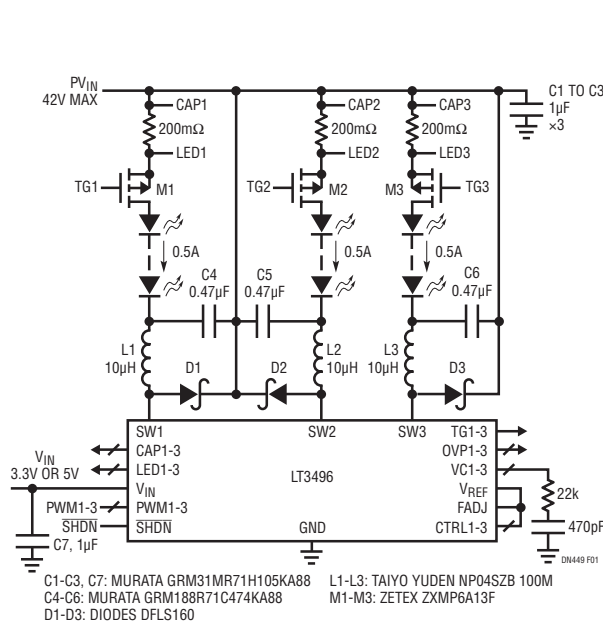 PVIN
42V MAX
CAP1
CAP2
CAP3
C1 TO C3
1µF
×3
200mΩ
200mΩ
200mΩ
LED1
LED2
LED3
TG1
M1
TG2
M2
M3
TG3
0.5A
0.5A
0.5A
C4
0.47µF
C5
0.47µF
C6
0.47µF
L1
10µH
L2
10µH
L3
10µH
D1
D2
D3
SW1
SW2
SW3
TG1-3
CAP1-3
OVP1-3
LED1-3
VC1-3
LT3496
VIN
3.3V OR 5V
VIN
VREF
22k
PWM1-3
PWM1-3
FADJ
SHDN
SHDN
GND
CTRL1-3
470pF
C7, 1µF
DN449 F01
C1-C3, C7: MURATA GRM31MR71H105KA88
C4-C6: MURATA GRM188R71C474KA88
D1-D3: DIODES DFLS160
L1-L3: TAIYO YUDEN NP04SZB 100M
M1-M3: ZETEX ZXMP6A13F